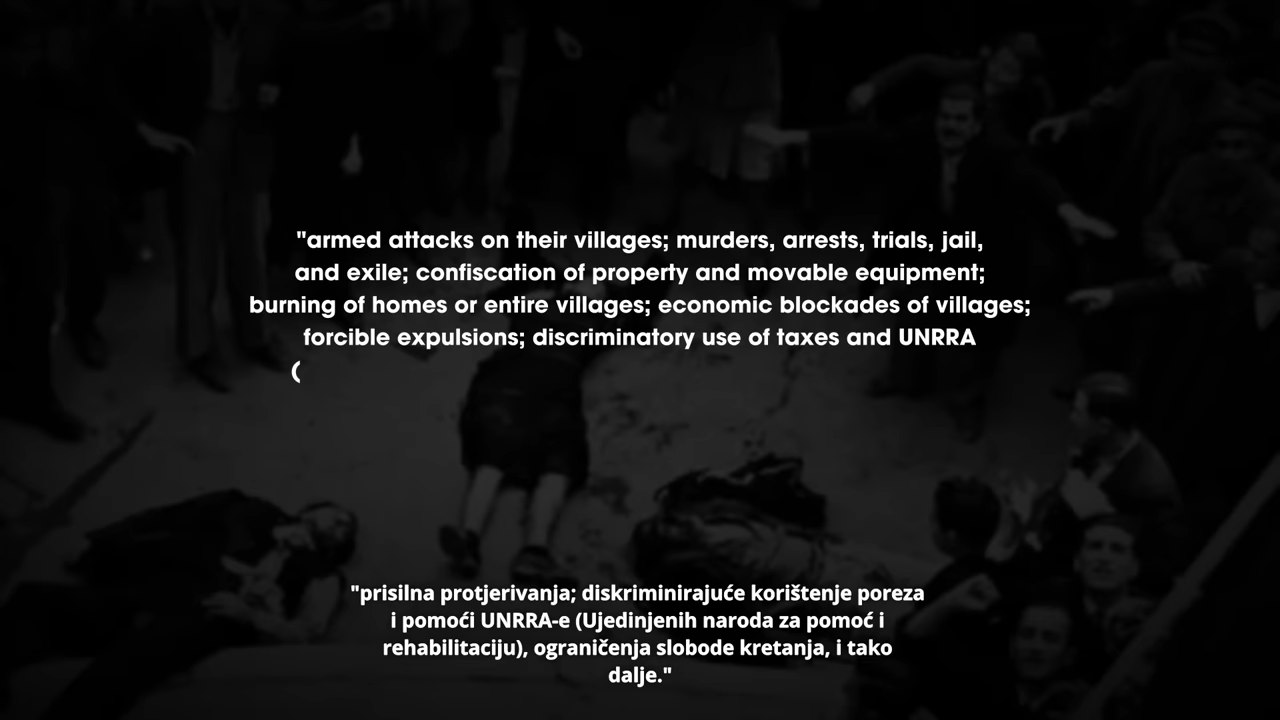 "armed attacks on their villages; murders, arrests, trials, jail,
and exile; confiscation of property and movable equipment;
burning of homes or entire villages; economic blockades of villages;
forcible expulsions; discriminatory use of taxes and UNRRA
(
"prisilna protjerivanja; diskriminirajuće korištenje poreza
i pomoći UNRRA-e (Ujedinjenih naroda za pomoć i
rehabilitaciju), ograničenja slobode kretanja, i tako
dalje."